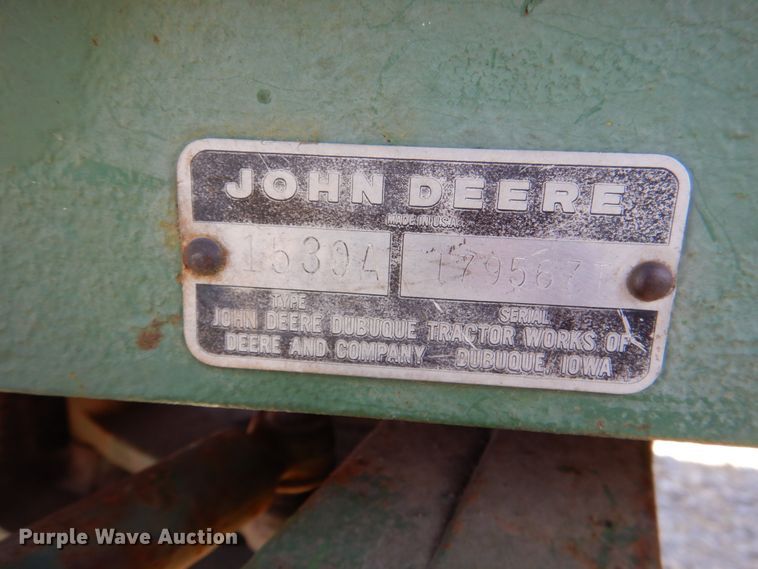 JOHN DEERE
MADE IN U.S.A.
15304 179567T
TYPE SERIAL
JOHN DEERE DUBUQUE TRACTOR WORKS OF
DEERE AND COMPANY DUBUQUE, IOWA
Purple Wave Auction